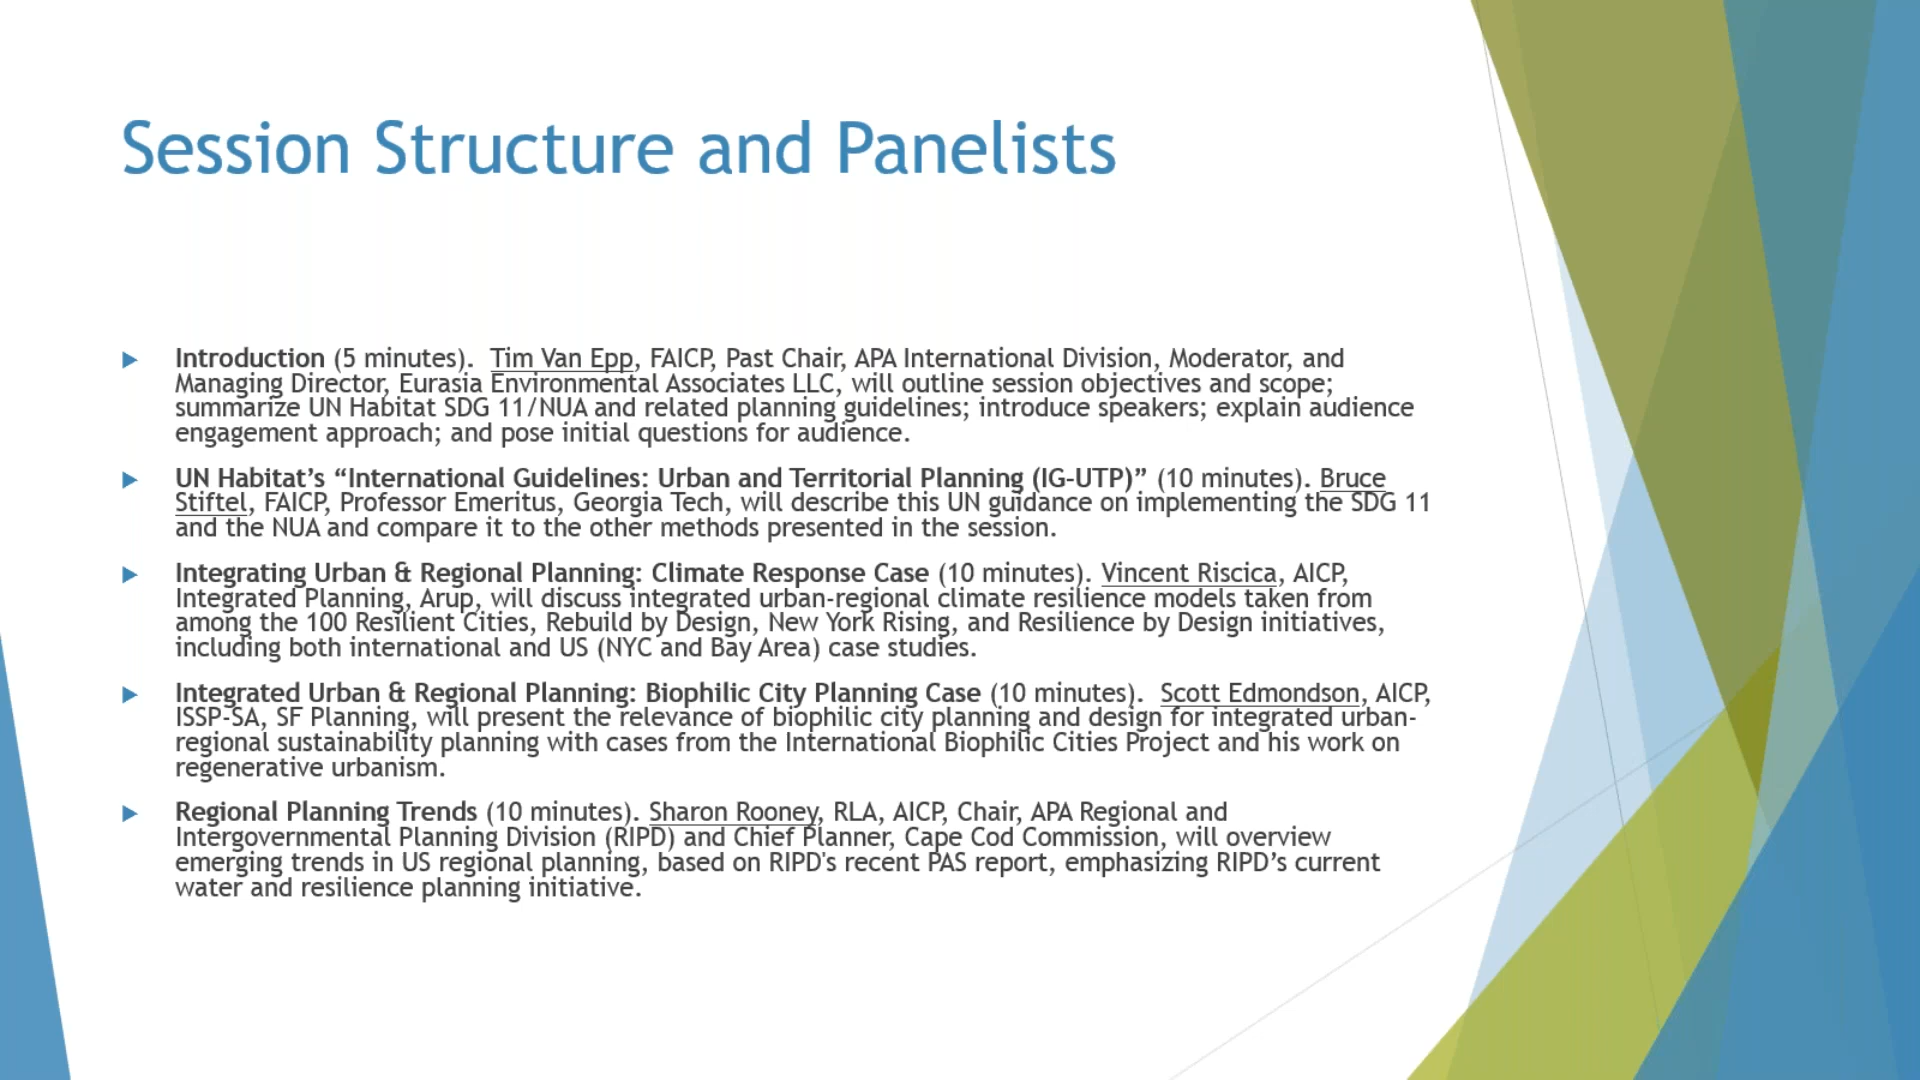 Session Structure and Panelists
Introduction (5 minutes).  Tim Van Epp, FAICP, Past Chair, APA International Division, Moderator, and
Managing Director, Eurasia Environmental Associates LLC, will outline session objectives and scope;
summarize UN Habitat SDG 11/NUA and related planning guidelines; introduce speakers; explain audience
engagement approach; and pose initial questions for audience.
UN Habitat’s “International Guidelines: Urban and Territorial Planning (IG-UTP)” (10 minutes). Bruce
Stiftel, FAICP, Professor Emeritus, Georgia Tech, will describe this UN guidance on implementing the SDG 11
and the NUA and compare it to the other methods presented in the session.
Integrating Urban & Regional Planning: Climate Response Case (10 minutes). Vincent Riscica, AICP,
Integrated Planning, Arup, will discuss integrated urban-regional climate resilience models taken from
among the 100 Resilient Cities, Rebuild by Design, New York Rising, and Resilience by Design initiatives,
including both international and US (NYC and Bay Area) case studies.
Integrated Urban & Regional Planning: Biophilic City Planning Case (10 minutes).  Scott Edmondson, AICP,
ISSP-SA, SF Planning, will present the relevance of biophilic city planning and design for integrated urban-
regional sustainability planning with cases from the International Biophilic Cities Project and his work on
regenerative urbanism.
Regional Planning Trends (10 minutes). Sharon Rooney, RLA, AICP, Chair, APA Regional and
Intergovernmental Planning Division (RIPD) and Chief Planner, Cape Cod Commission, will overview
emerging trends in US regional planning, based on RIPD's recent PAS report, emphasizing RIPD’s current
water and resilience planning initiative.